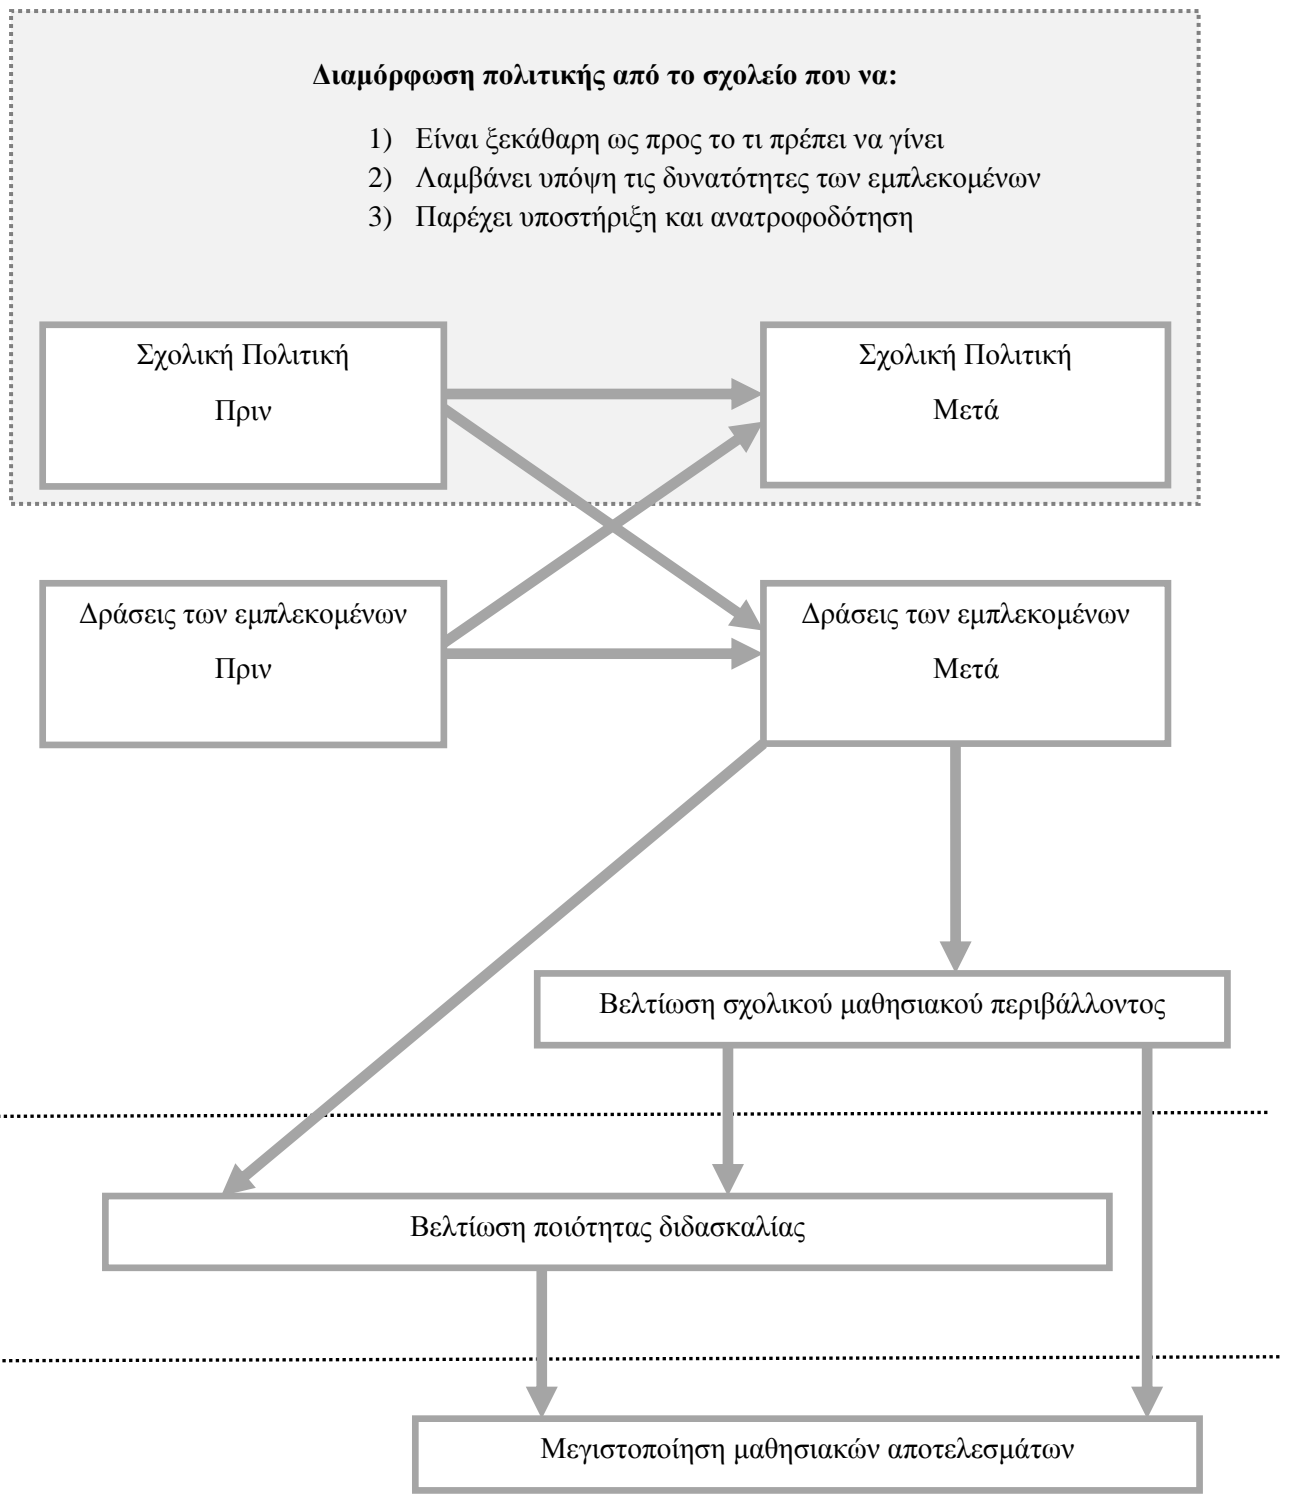 Διαμόρφωση πολιτικής από το σχολείο που να:
1) Είναι ξεκάθαρη ως προς το τι πρέπει να γίνει
2) Λαμβάνει υπόψη τις δυνατότητες των εμπλεκομένων
3) Παρέχει υποστήριξη και ανατροφοδότηση
Σχολική Πολιτική
Πριν
Σχολική Πολιτική
Μετά
Δράσεις των εμπλεκομένων
Πριν
Δράσεις των εμπλεκομένων
Μετά
Βελτίωση σχολικού μαθησιακού περιβάλλοντος
Βελτίωση ποιότητας διδασκαλίας
Μεγιστοποίηση μαθησιακών αποτελεσμάτων